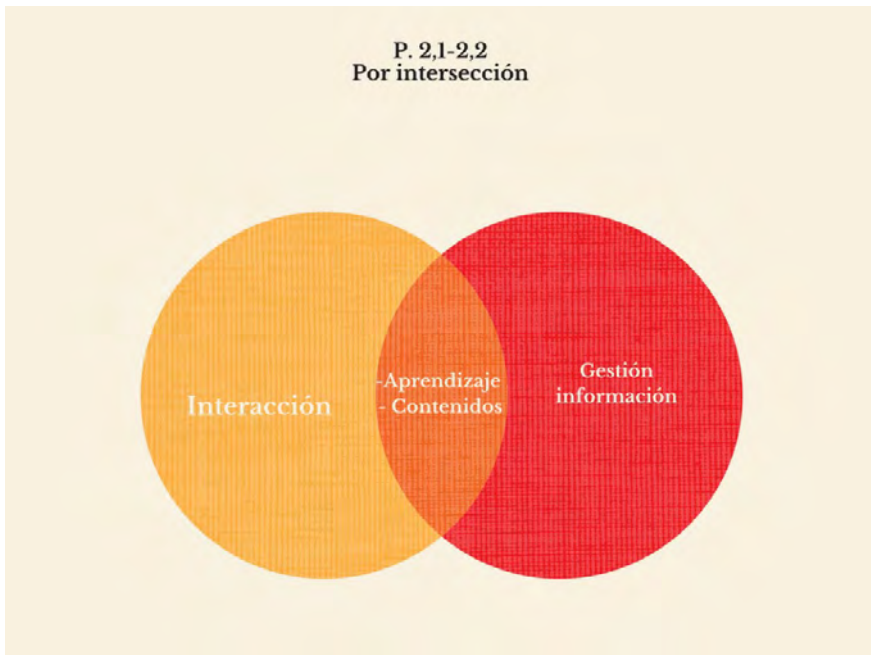 P. 2,1-2,2
Por intersección
Interacción
-Aprendizaje
- Contenidos
Gestión
información